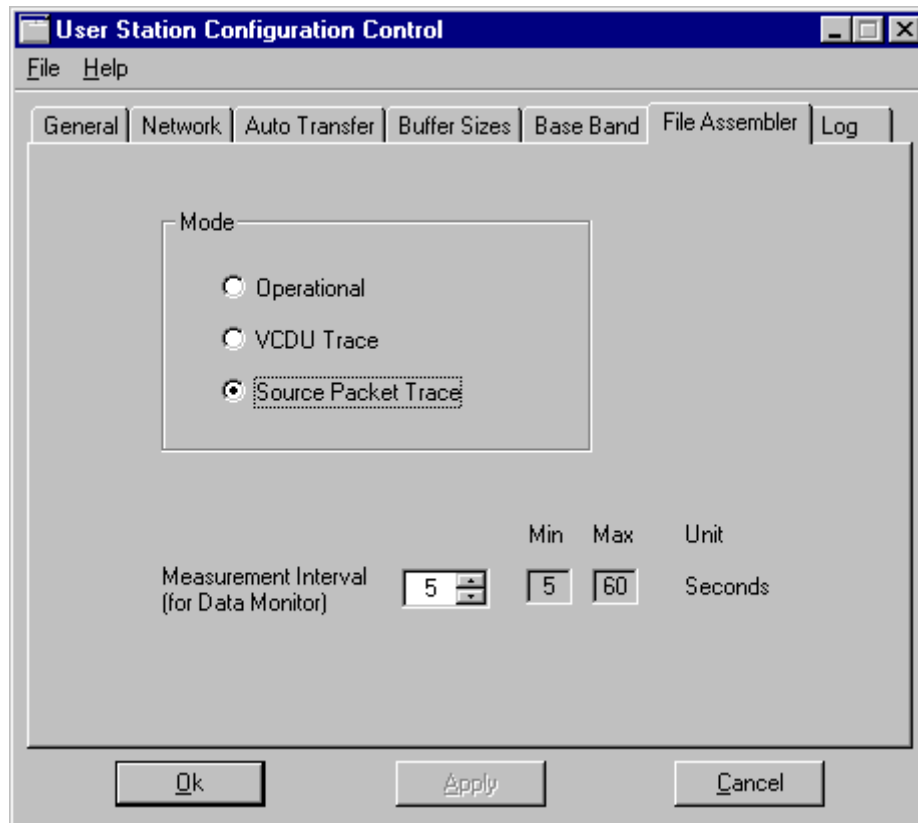 User Station Configuration Control
File Help
General Network Auto Transfer Buffer Sizes Base Band File Assembler Log
Mode
Operational
VCDU Trace
Source Packet Trace
Min Max Unit
Measurement Interval
(for Data Monitor)
5 5 60 Seconds
Ok Apply Cancel